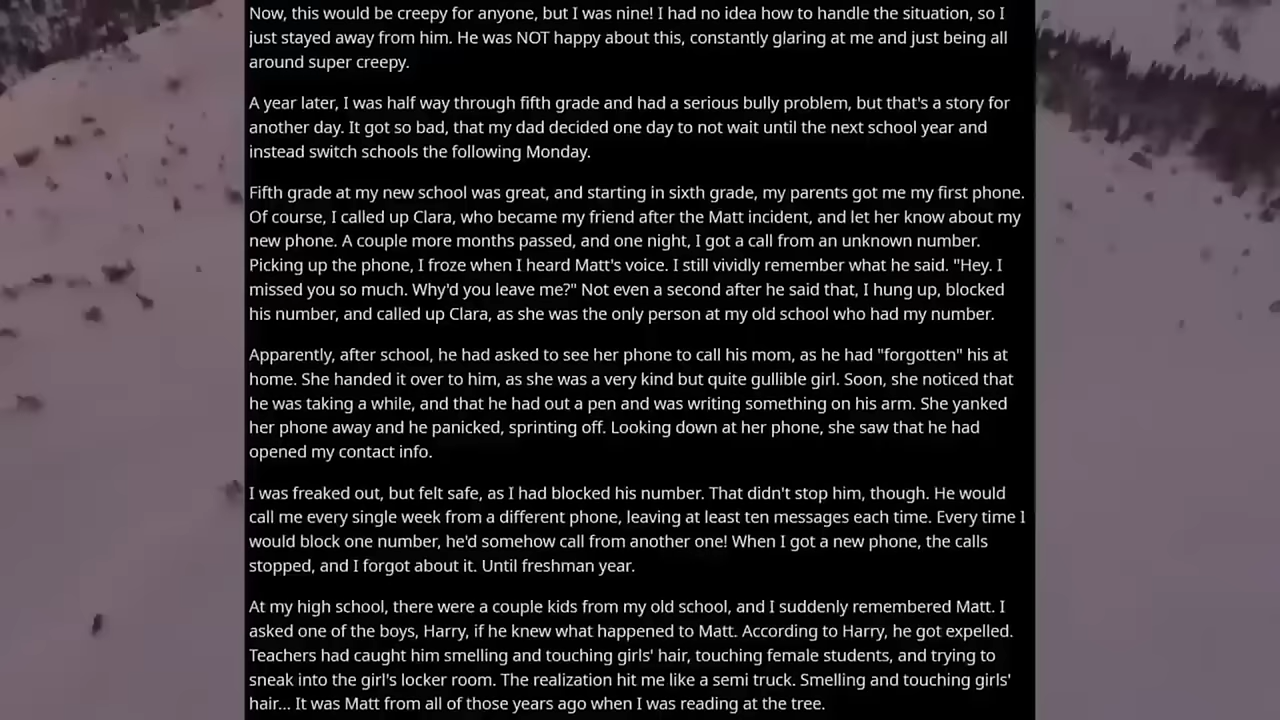 Now, this would be creepy for anyone, but I was nine! I had no idea how to handle the situation, so I
just stayed away from him. He was NOT happy about this, constantly glaring at me and just being all
around super creepy.
A year later, I was half way through fifth grade and had a serious bully problem, but that's a story for
another day. It got so bad, that my dad decided one day to not wait until the next school year and
instead switch schools the following Monday.
Fifth grade at my new school was great, and starting in sixth grade, my parents got me my first phone.
Of course, I called up Clara, who became my friend after the Matt incident, and let her know about my
new phone. A couple more months passed, and one night, I got a call from an unknown number.
Picking up the phone, I froze when I heard Matt's voice. I still vividly remember what he said. "Hey. I
missed you so much. Why'd you leave me?" Not even a second after he said that, I hung up, blocked
his number, and called up Clara, as she was the only person at my old school who had my number.
Apparently, after school, he had asked to see her phone to call his mom, as he had "forgotten" his at
home. She handed it over to him, as she was a very kind but quite gullible girl. Soon, she noticed that
he was taking a while, and that he had out a pen and was writing something on his arm. She yanked
her phone away and he panicked, sprinting off. Looking down at her phone, she saw that he had
opened my contact info.
I was freaked out, but felt safe, as I had blocked his number. That didn't stop him, though. He would
call me every single week from a different phone, leaving at least ten messages each time. Every time I
would block one number, he'd somehow call from another one! When I got a new phone, the calls
stopped, and I forgot about it. Until freshman year.
At my high school, there were a couple kids from my old school, and I suddenly remembered Matt. I
asked one of the boys, Harry, if he knew what happened to Matt. According to Harry, he got expelled.
Teachers had caught him smelling and touching girls' hair, touching female students, and trying to
sneak into the girl's locker room. The realization hit me like a semi truck. Smelling and touching girls'
hair... It was Matt from all of those years ago when I was reading at the tree.